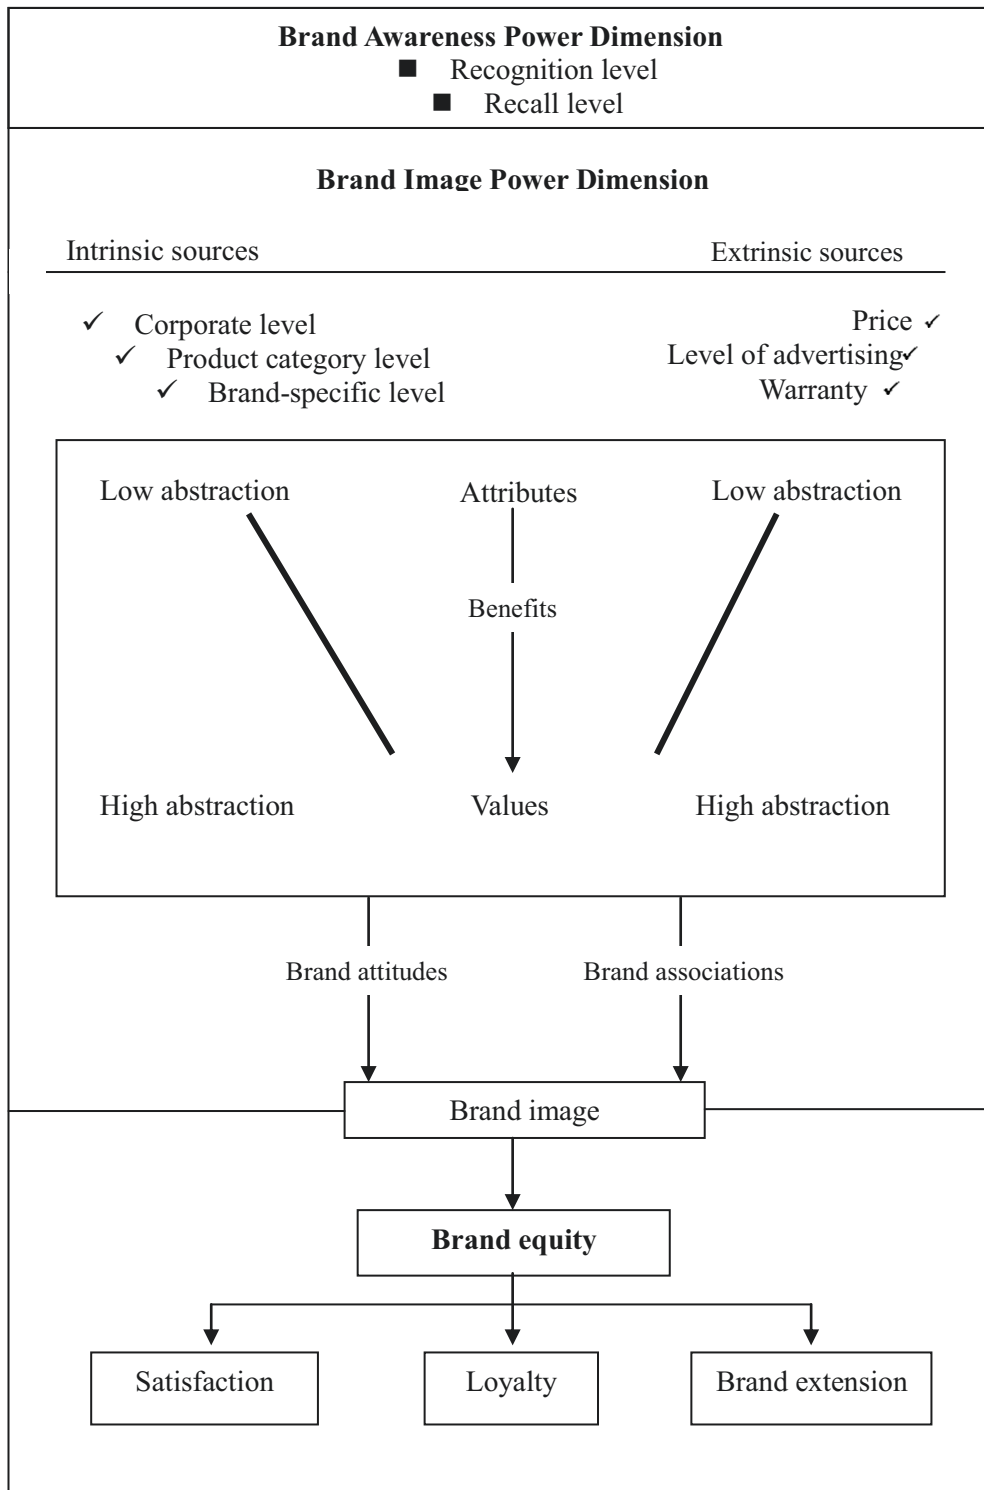 Brand Awareness Power Dimension
■ Recognition level
■ Recall level
Brand Image Power Dimension
Intrinsic sources Extrinsic sources
✓ Corporate level Price ✓
✓ Product category level Level of advertising ✓
✓ Brand-specific level Warranty ✓
Low abstraction Attributes Low abstraction
Benefits
High abstraction Values High abstraction
Brand attitudes Brand associations
Brand image
Brand equity
Satisfaction Loyalty Brand extension